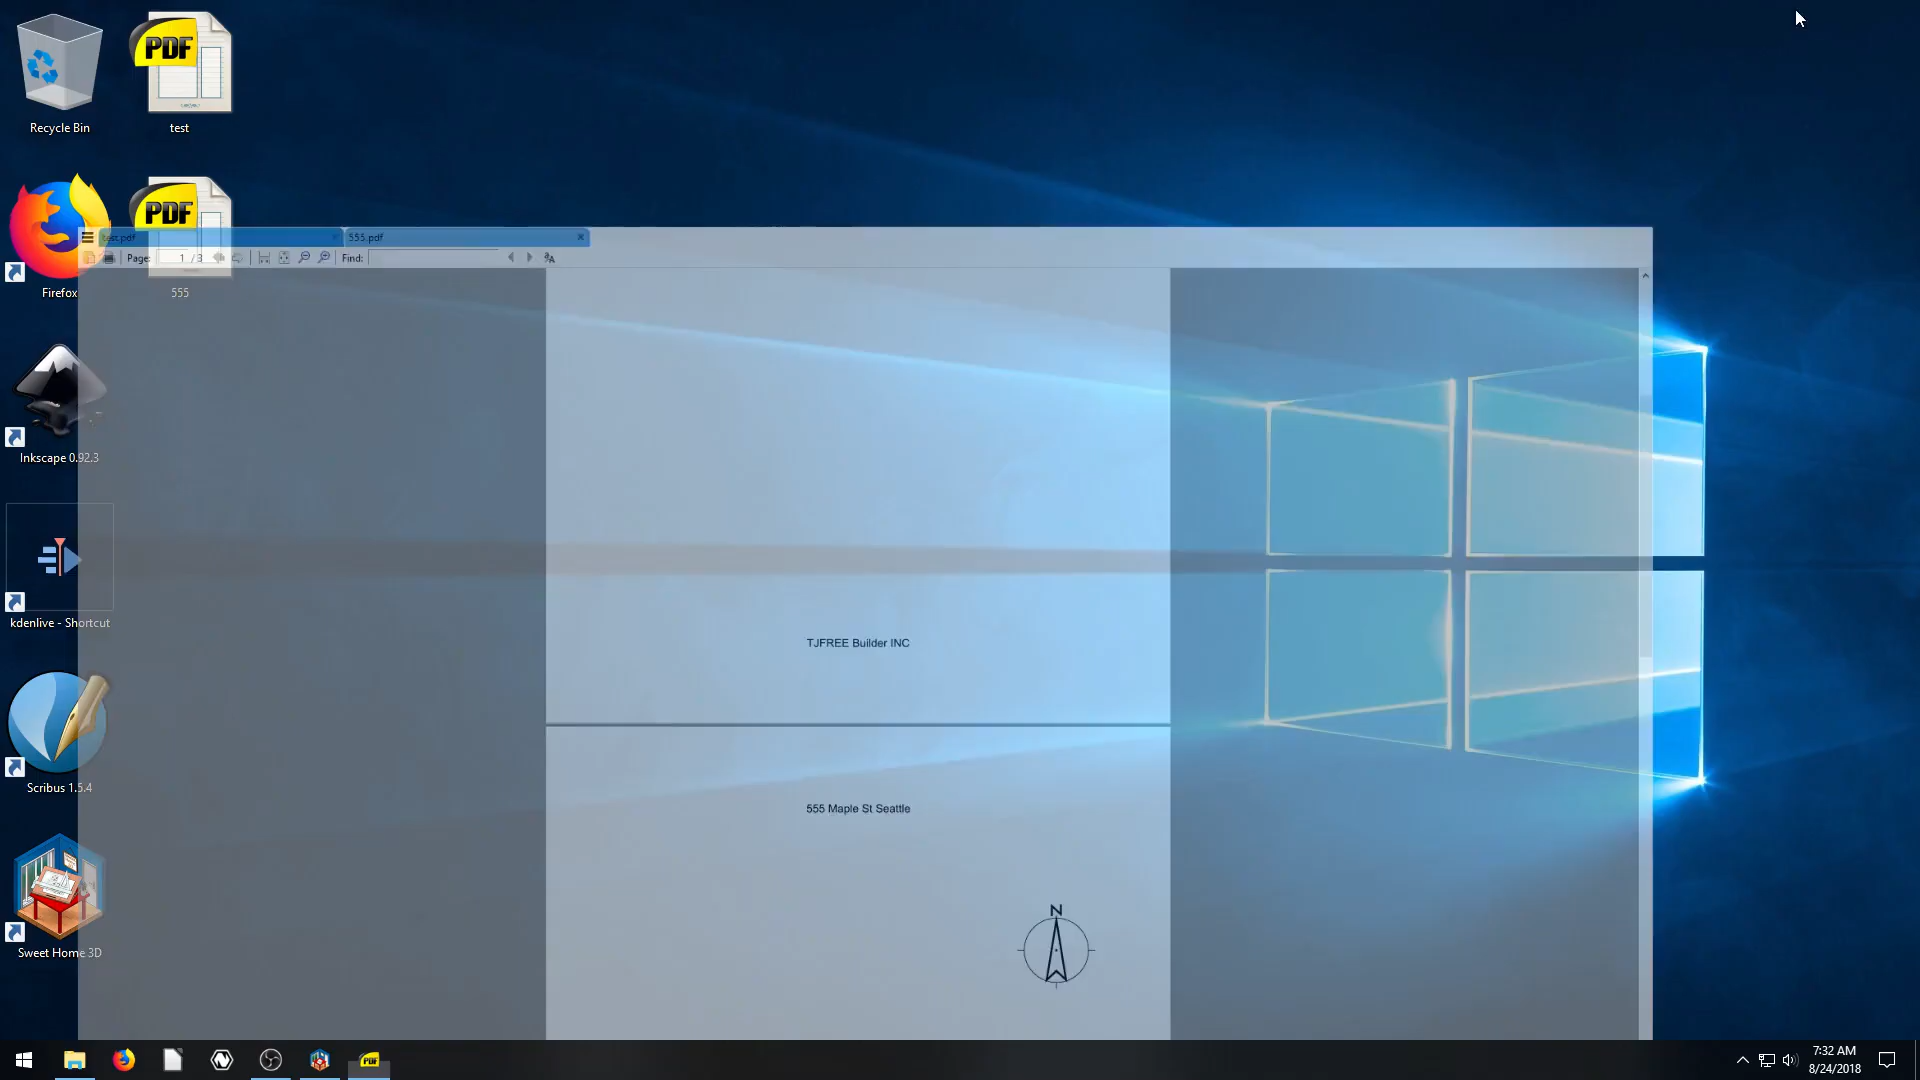 PDF
test
Recycle Bin
PDF
555
Firefox
test.pdf
555.pdf
Page: 1 / 3
Find:
Inkscape 0.92.3
kdenlive - Shortcut
TJFREE Builder INC
Scribus 1.5.4
555 Maple St Seattle
N
Sweet Home 3D
PDF
7:32 AM
8/24/2018